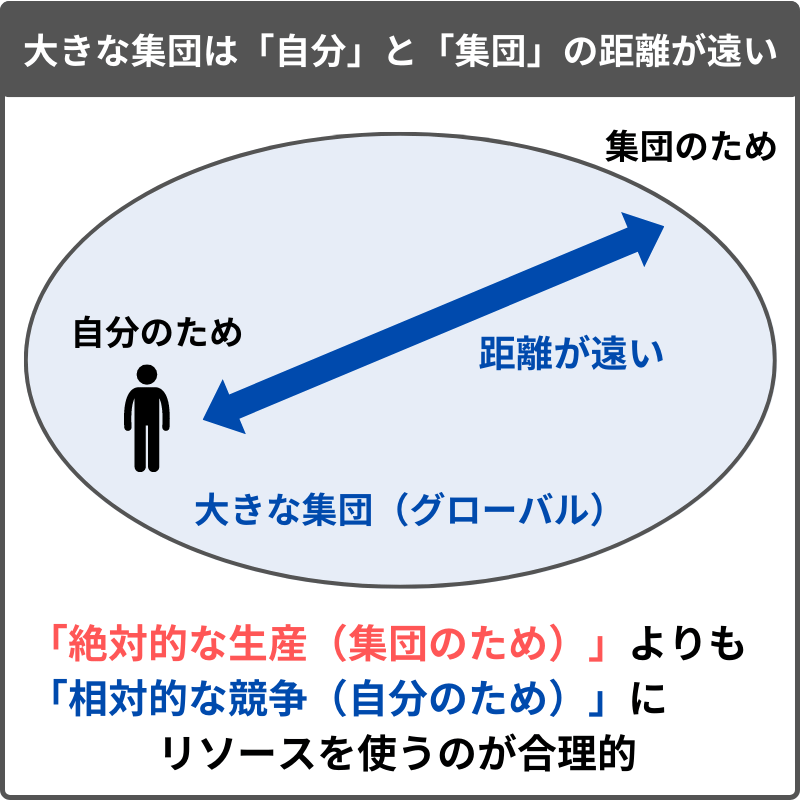 大きな集団は「自分」と「集団」の距離が遠い
集団のため
自分のため
距離が遠い
大きな集団（グローバル）
「絶対的な生産（集団のため）」よりも
「相対的な競争（自分のため）」に
リソースを使うのが合理的